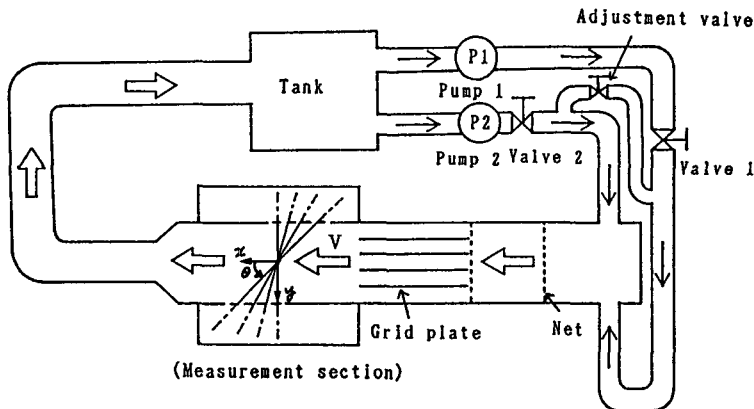 Adjustment valve
P1
Tank
Pump 1
P2
Pump 2
Valve 2
Valve 1
V
x
θ
y
Grid plate
Net
(Measurement section)